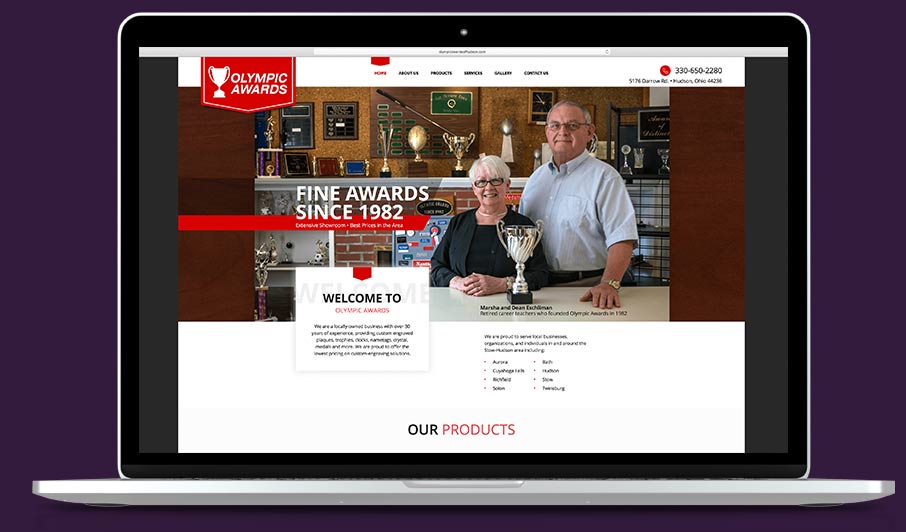 OLYMPIC
AWARDS
HOME ABOUT US PRODUCTS SERVICES GALLERY CONTACT US
330-650-2280
5176 Darrow Rd. • Hudson, Ohio 44236
FINE AWARDS
SINCE 1982
Extensive Showroom • Best Prices in the Area
WELCOME
WELCOME TO
OLYMPIC AWARDS
We are a locally-owned business with over 30
years of experience, providing custom engraved
plaques, trophies, clocks, nametags, crystal,
medals and more. We are proud to offer the
lowest pricing on custom-engraving solutions.
Marsha and Dean Eschliman
Retired career teachers who founded Olympic Awards in 1982
We are proud to serve local businesses,
organizations, and individuals in and around the
Stow-Hudson area including:
• Aurora • Bath
• Cuyahoga Falls • Hudson
• Richfield • Stow
• Solon • Twinsburg
OUR PRODUCTS